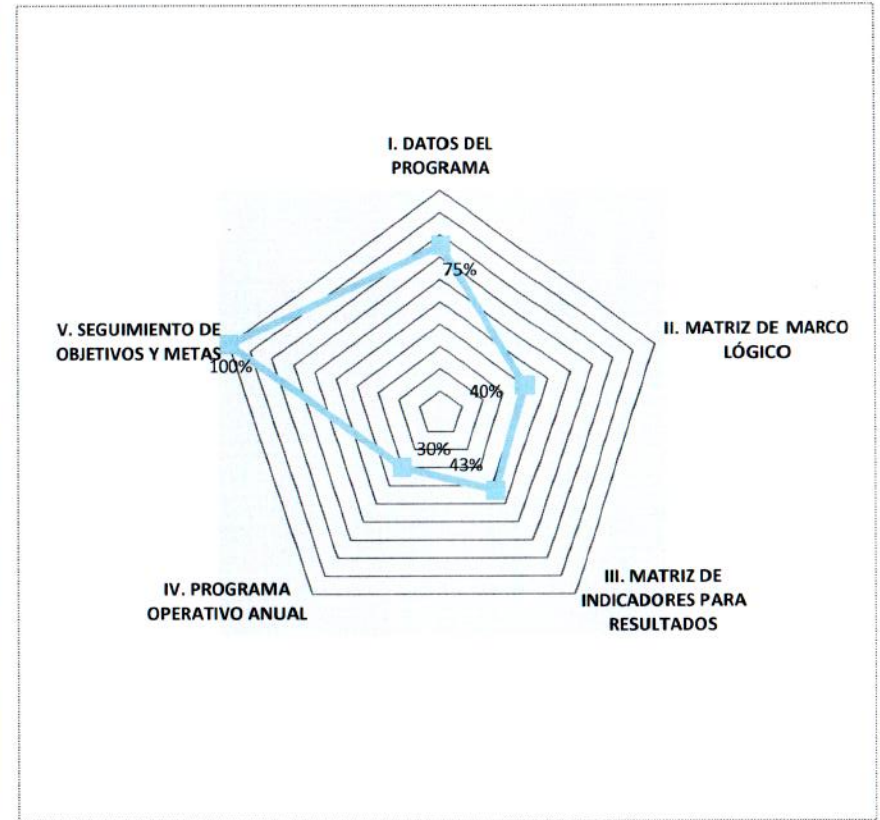 I. DATOS DEL
PROGRAMA
75%
II. MATRIZ DE MARCO
LÓGICO
40%
III. MATRIZ DE
INDICADORES PARA
RESULTADOS
43%
IV. PROGRAMA
OPERATIVO ANUAL
30%
V. SEGUIMIENTO DE
OBJETIVOS Y METAS
100%